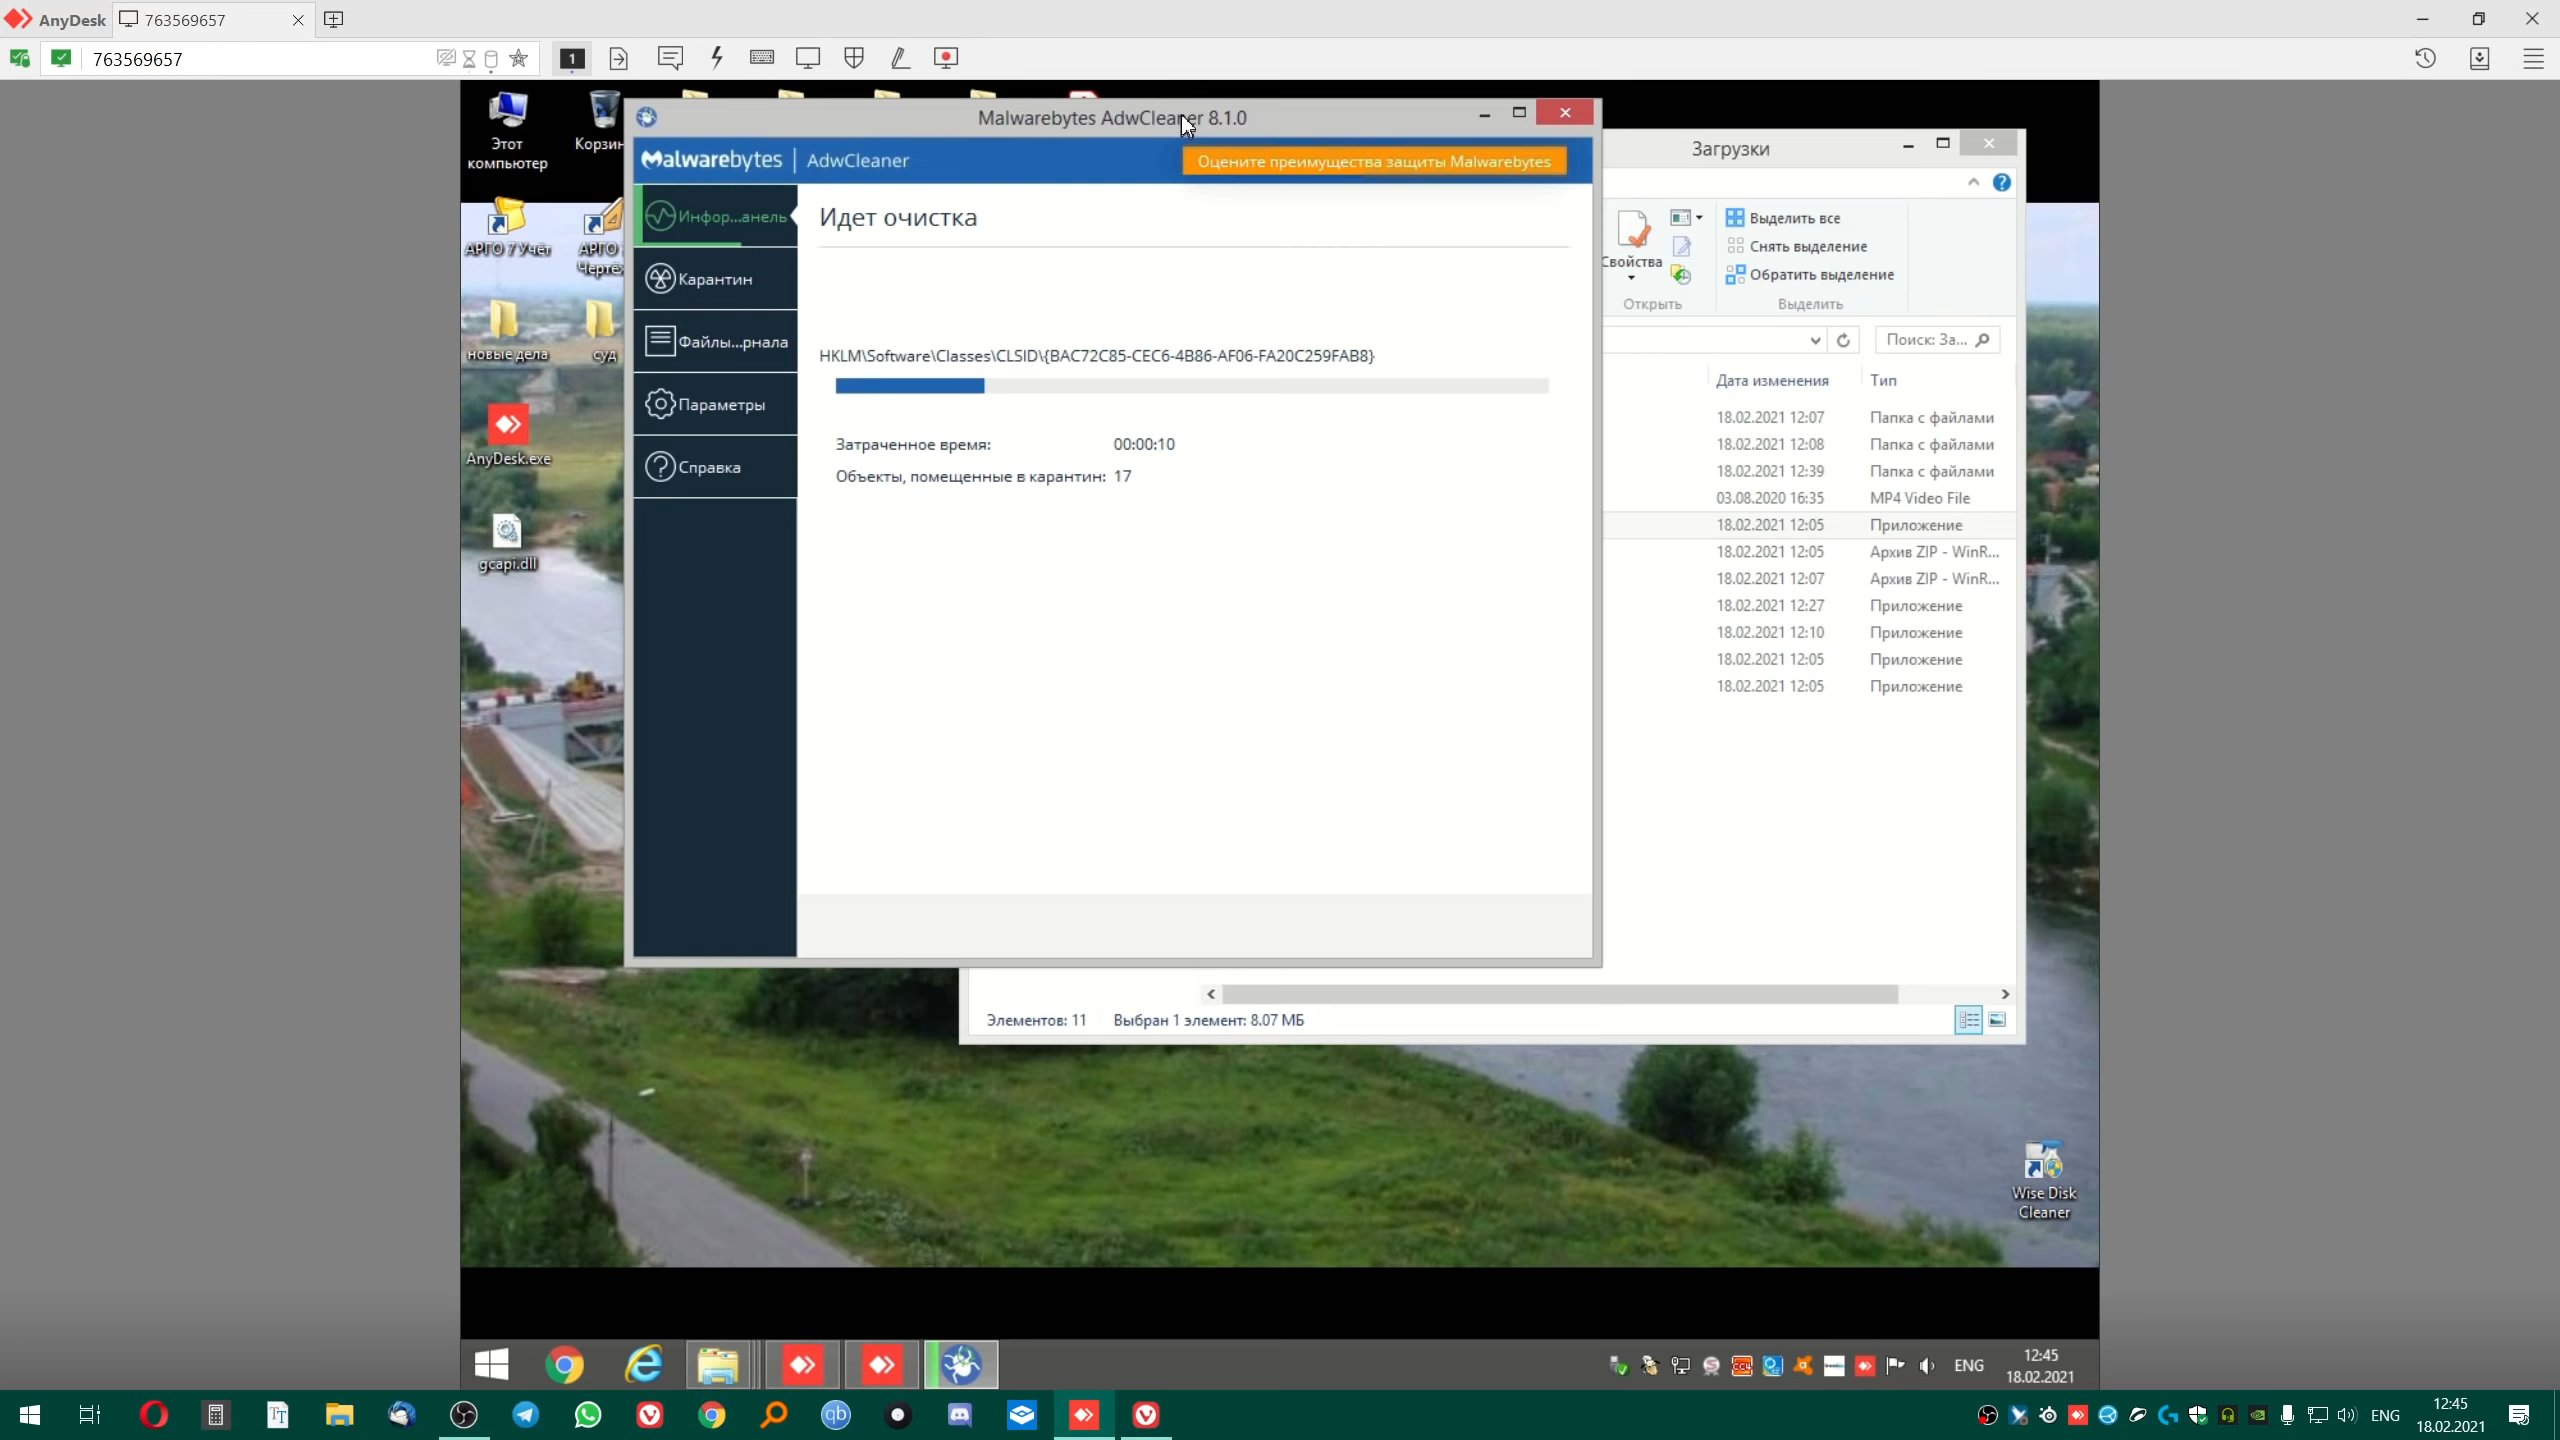 AnyDesk
763569657
763569657
1
Этот
компьютер
Корзин
АРГО 7 Учёт
АРГО
Чертё
новые дела
суд
AnyDesk.exe
gcapi.dll
Malwarebytes AdwCleaner 8.1.0
Malwarebytes | AdwCleaner
Оцените преимущества защиты Malwarebytes
Инфор...анель
Карантин
Файлы...рнала
Параметры
Справка
Идет очистка
HKLM\Software\Classes\CLSID\{BAC72C85-CEC6-4B86-AF06-FA20C259FAB8}
Затраченное время: 00:00:10
Объекты, помещенные в карантин: 17
Загрузки
Свойства
Открыть
Выделить все
Снять выделение
Обратить выделение
Выделить
Поиск: За...
Дата изменения Тип
18.02.2021 12:07 Папка с файлами
18.02.2021 12:08 Папка с файлами
18.02.2021 12:39 Папка с файлами
03.08.2020 16:35 MP4 Video File
18.02.2021 12:05 Приложение
18.02.2021 12:05 Архив ZIP - WinR...
18.02.2021 12:07 Архив ZIP - WinR...
18.02.2021 12:27 Приложение
18.02.2021 12:10 Приложение
18.02.2021 12:05 Приложение
18.02.2021 12:05 Приложение
Элементов: 11 Выбран 1 элемент: 8.07 МБ
Wise Disk
Cleaner
ENG
12:45
18.02.2021
ENG
12:45
18.02.2021